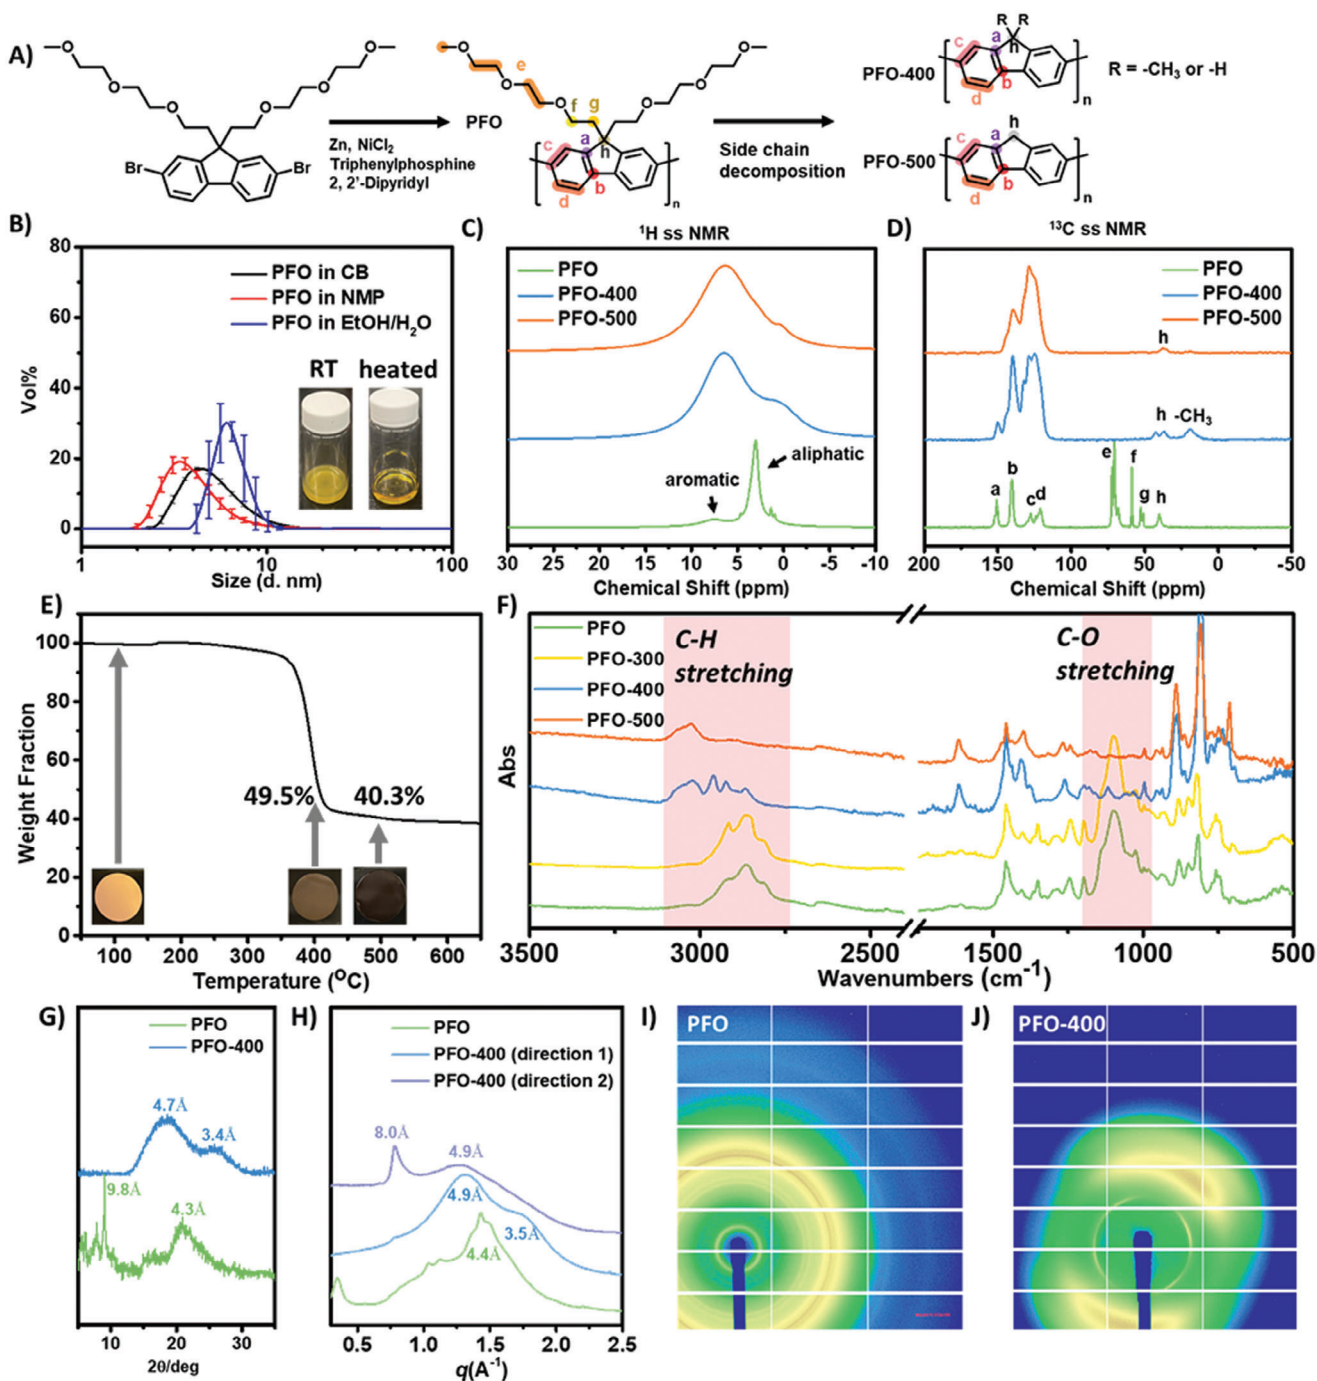 A)
O
O
O
O
O
O
Br
Br
Zn, NiCl2
Triphenylphosphine
2, 2'-Dipyridyl
PFO
O
O
O
O
O
O
e
f
g
a
h
c
b
d
n
Side chain
decomposition
PFO-400
R R
a
h
c
b
d
n
R = -CH3 or -H
PFO-500
h
a
c
b
d
n
B)
PFO in CB
PFO in NMP
PFO in EtOH/H2O
RT heated
Vol%
80
60
40
20
0
1 10 100
Size (d. nm)
C)
1H ss NMR
PFO
PFO-400
PFO-500
aromatic
aliphatic
30 25 20 15 10 5 0 -5 -10
Chemical Shift (ppm)
D)
13C ss NMR
PFO
PFO-400
PFO-500
h
h
-CH3
a
b
c
d
e
f
g
h
200 150 100 50 0 -50
Chemical Shift (ppm)
E)
Weight Fraction
100
80
60
40
20
0
49.5%
40.3%
100 200 300 400 500 600
Temperature (OC)
F)
PFO
PFO-300
PFO-400
PFO-500
C-H
stretching
C-O
stretching
Abs
3500 3000 2500 1500 1000 500
Wavenumbers (cm-1)
G)
PFO
PFO-400
4.7Å
3.4Å
9.8Å
4.3Å
10 20 30
2θ/deg
H)
PFO
PFO-400 (direction 1)
PFO-400 (direction 2)
8.0Å
4.9Å
4.9Å
3.5Å
4.4Å
0.5 1.0 1.5 2.0 2.5
q(A-1)
I)
PFO
J)
PFO-400